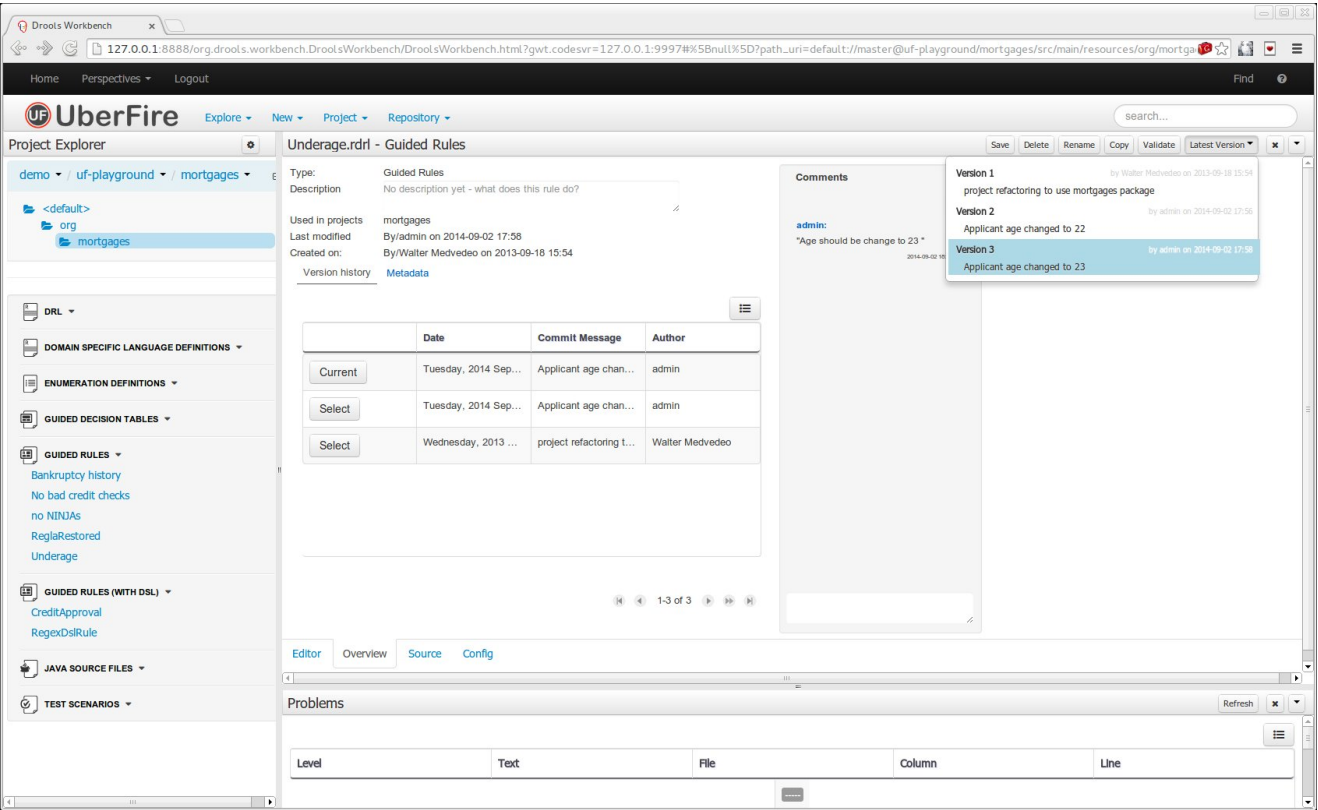 Drools Workbench
127.0.0.1:8888/org.drools.workbench.DroolsWorkbench/DroolsWorkbench.html?gwt.codesvr=127.0.0.1:9997#%5Bnull%5D?path_uri=default://master@uf-playground/mortgages/src/main/resources/org/mortga
Home Perspectives Logout Find
UF UberFire Explore New Project Repository search...
Project Explorer
demo / uf-playground / mortgages
<default>
org
mortgages
DRL
DOMAIN SPECIFIC LANGUAGE DEFINITIONS
ENUMERATION DEFINITIONS
GUIDED DECISION TABLES
GUIDED RULES
Bankruptcy history
No bad credit checks
no NINJAs
ReglaRestored
Underage
GUIDED RULES (WITH DSL)
CreditApproval
RegexDslRule
JAVA SOURCE FILES
TEST SCENARIOS
Underage.rdrl - Guided Rules
Save Delete Rename Copy Validate Latest Version
Type: Guided Rules
Description No description yet - what does this rule do?
Used in projects mortgages
Last modified By/admin on 2014-09-02 17:58
Created on: By/Walter Medvedeo on 2013-09-18 15:54
Version history Metadata
Date Commit Message Author
Current Tuesday, 2014 Sep... Applicant age chan... admin
Select Tuesday, 2014 Sep... Applicant age chan... admin
Select Wednesday, 2013 ... project refactoring t... Walter Medvedeo
1-3 of 3
Comments
admin:
"Age should be change to 23 "
2014-09-02
Version 1 by Walter Medvedeo on 2013-09-18 15:54
project refactoring to use mortgages package
Version 2 by admin on 2014-09-02 17:56
Applicant age changed to 22
Version 3 by admin on 2014-09-02 17:58
Applicant age changed to 23
Editor Overview Source Config
Problems Refresh
Level Text File Column Line